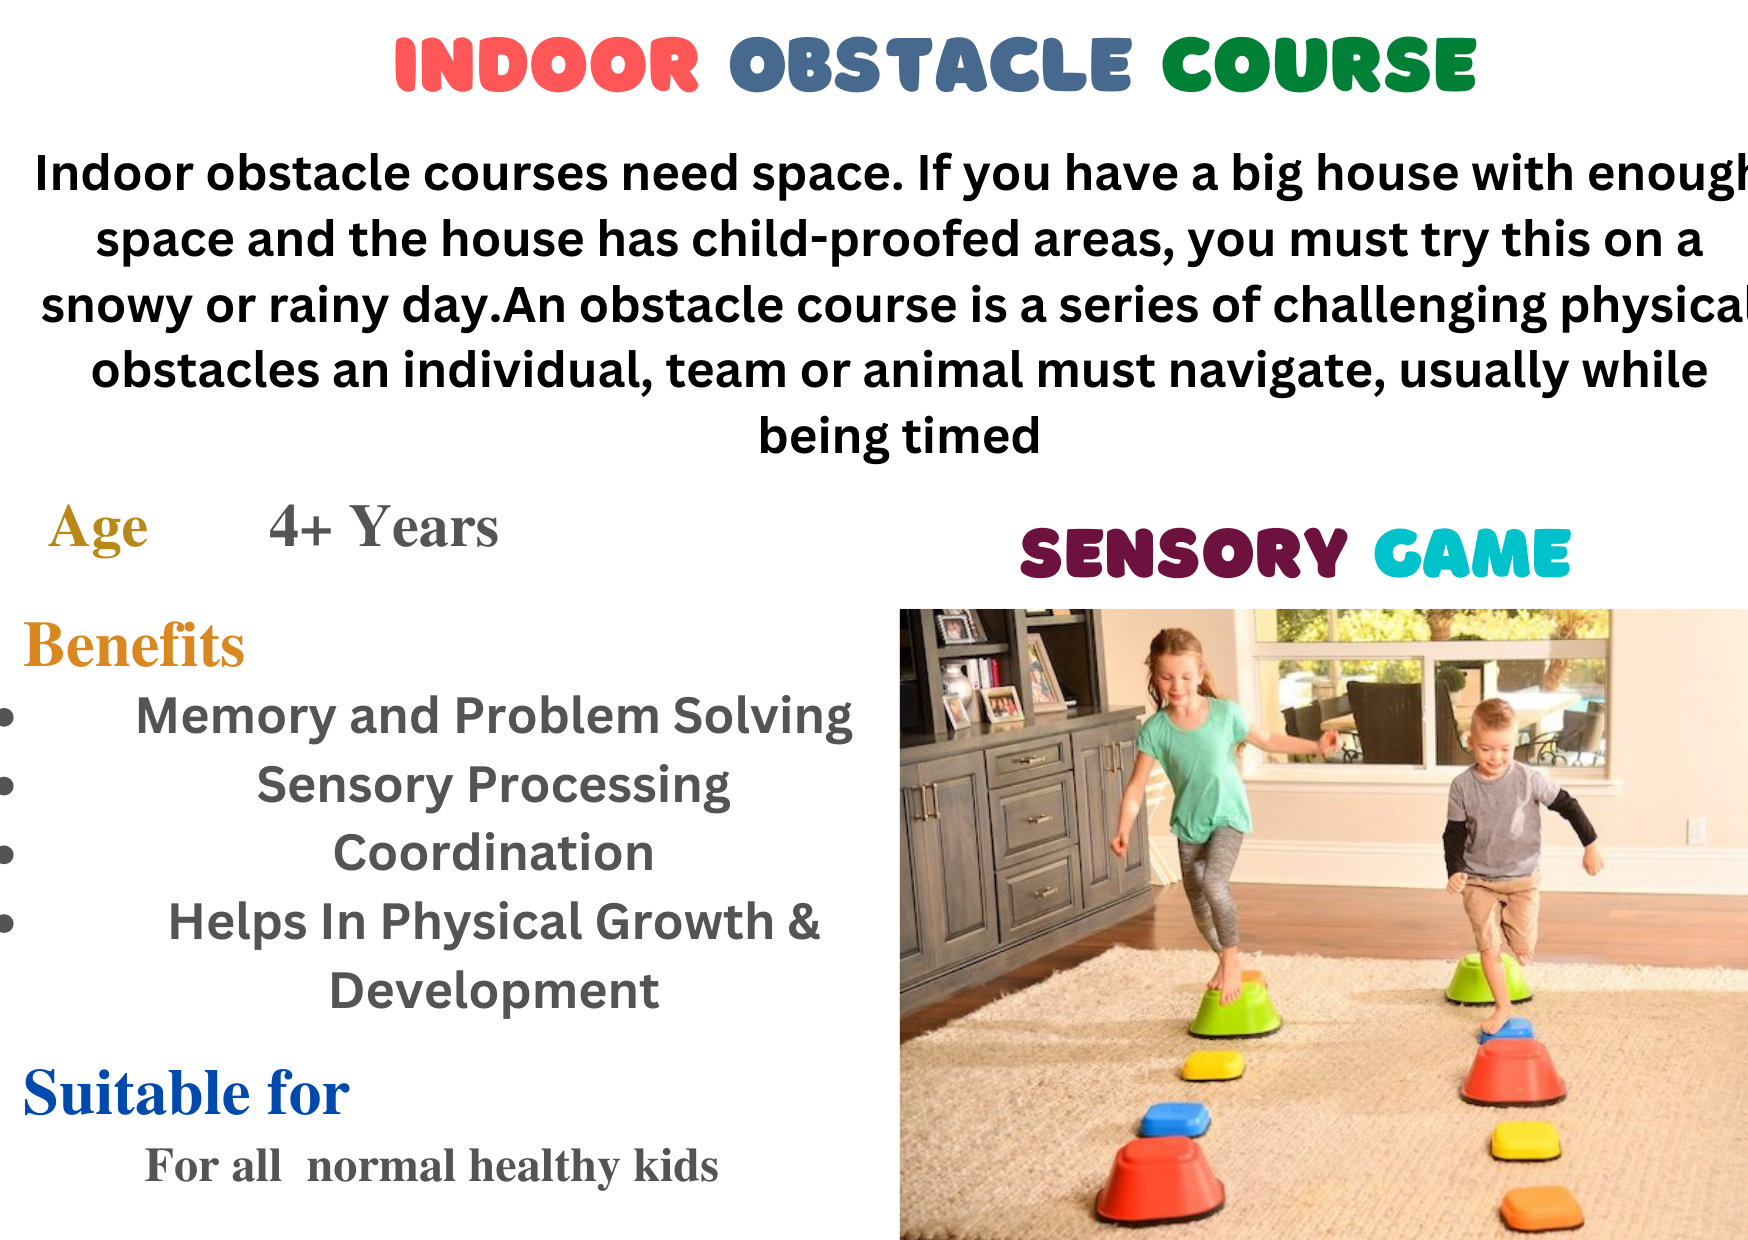 INDOOR OBSTACLE COURSE
Indoor obstacle courses need space. If you have a big house with enough
space and the house has child-proofed areas, you must try this on a
snowy or rainy day.An obstacle course is a series of challenging physical
obstacles an individual, team or animal must navigate, usually while
being timed
Age 4+ Years
SENSORY GAME
Benefits
• Memory and Problem Solving
• Sensory Processing
• Coordination
• Helps In Physical Growth &
Development
Suitable for
For all  normal healthy kids